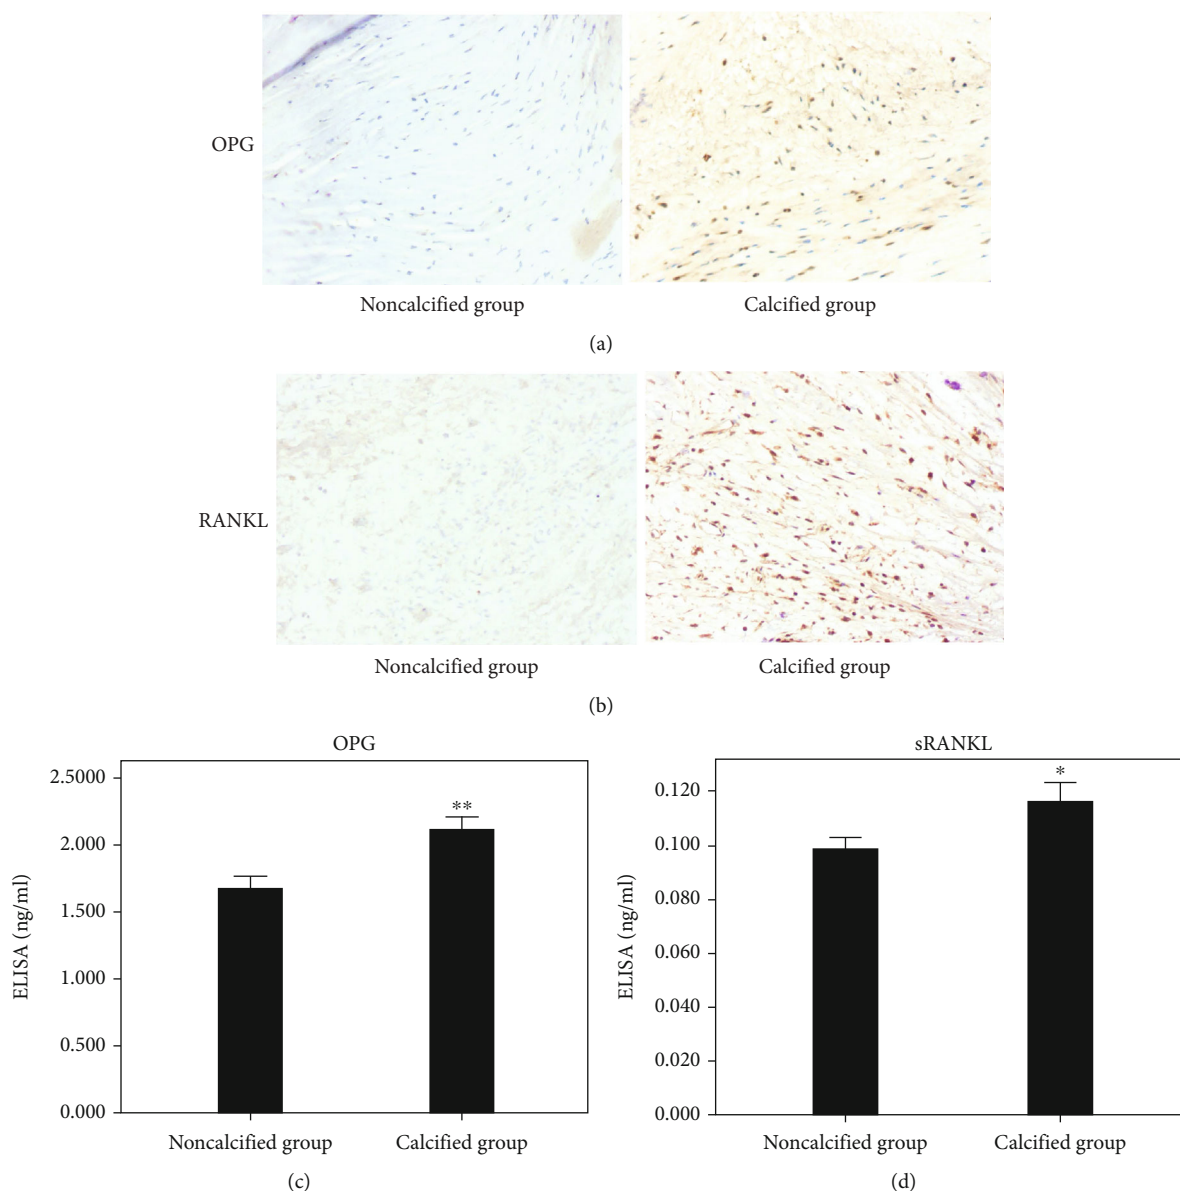 OPG
Noncalcified group
Calcified group
(a)
RANKL
Noncalcified group
Calcified group
(b)
OPG
ELISA (ng/ml)
2.5000
2.000
1.500
1.000
0.500
0.000
**
Noncalcified group
Calcified group
(c)
sRANKL
ELISA (ng/ml)
0.120
0.100
0.080
0.060
0.040
0.020
0.000
*
Noncalcified group
Calcified group
(d)